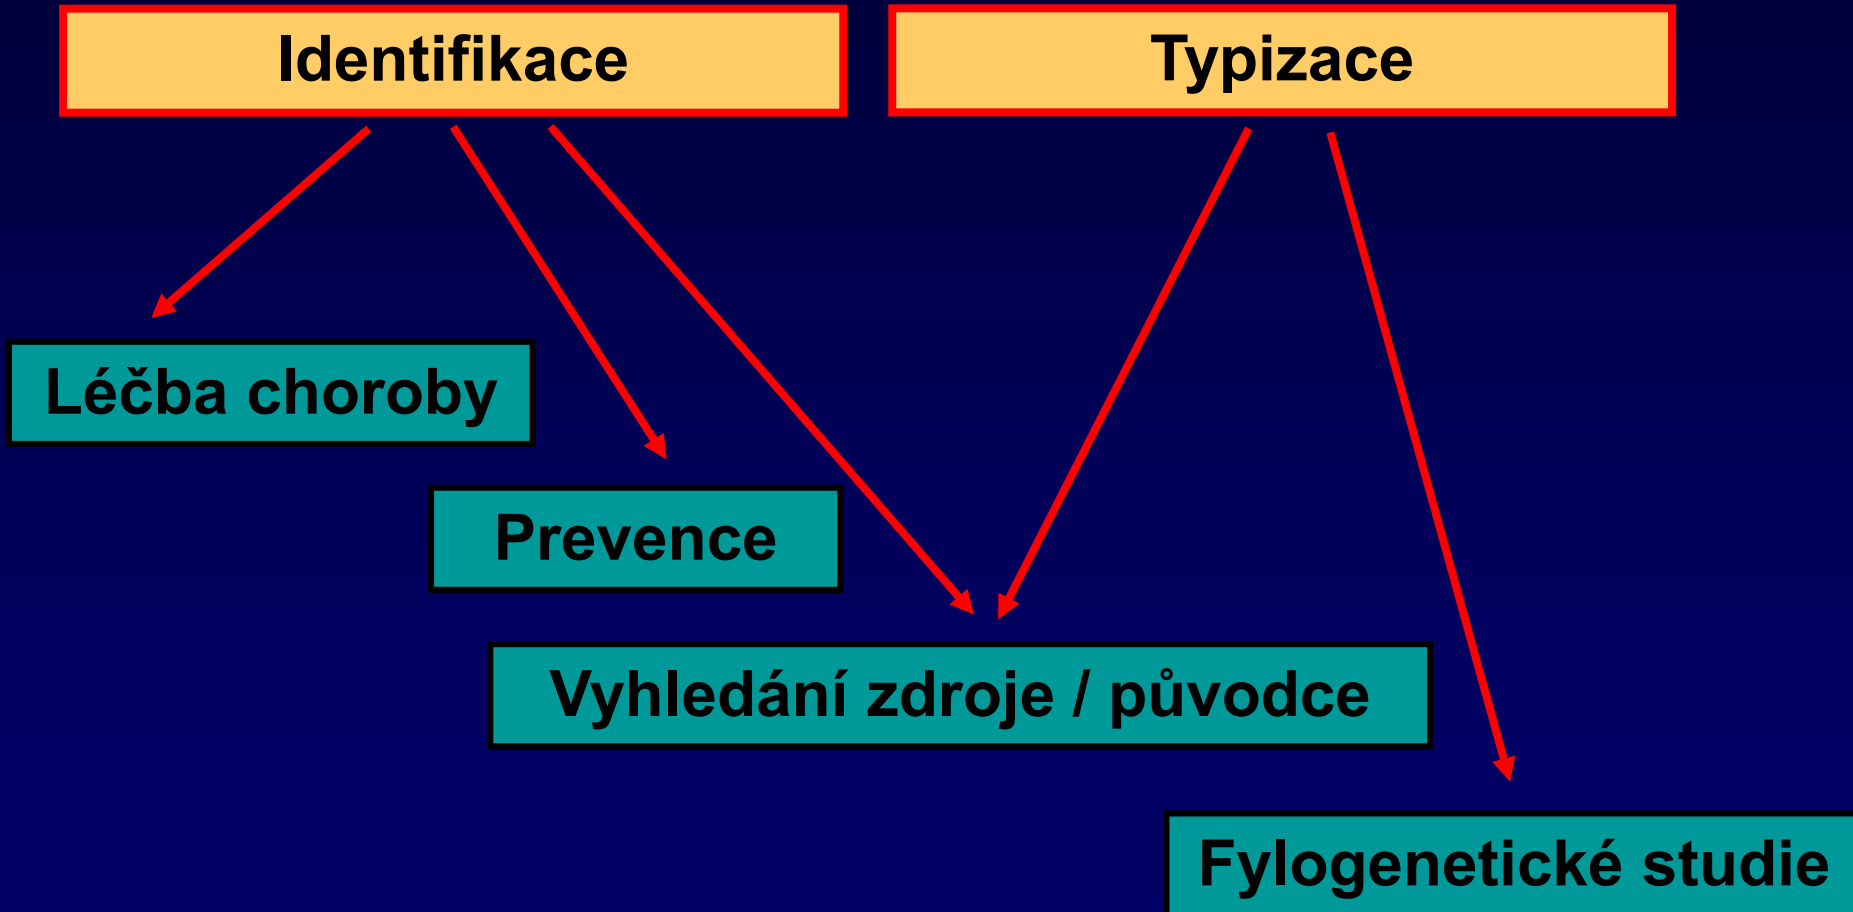 Identifikace
Typizace
Léčba choroby
Prevence
Vyhledání zdroje / původce
Fylogenetické studie